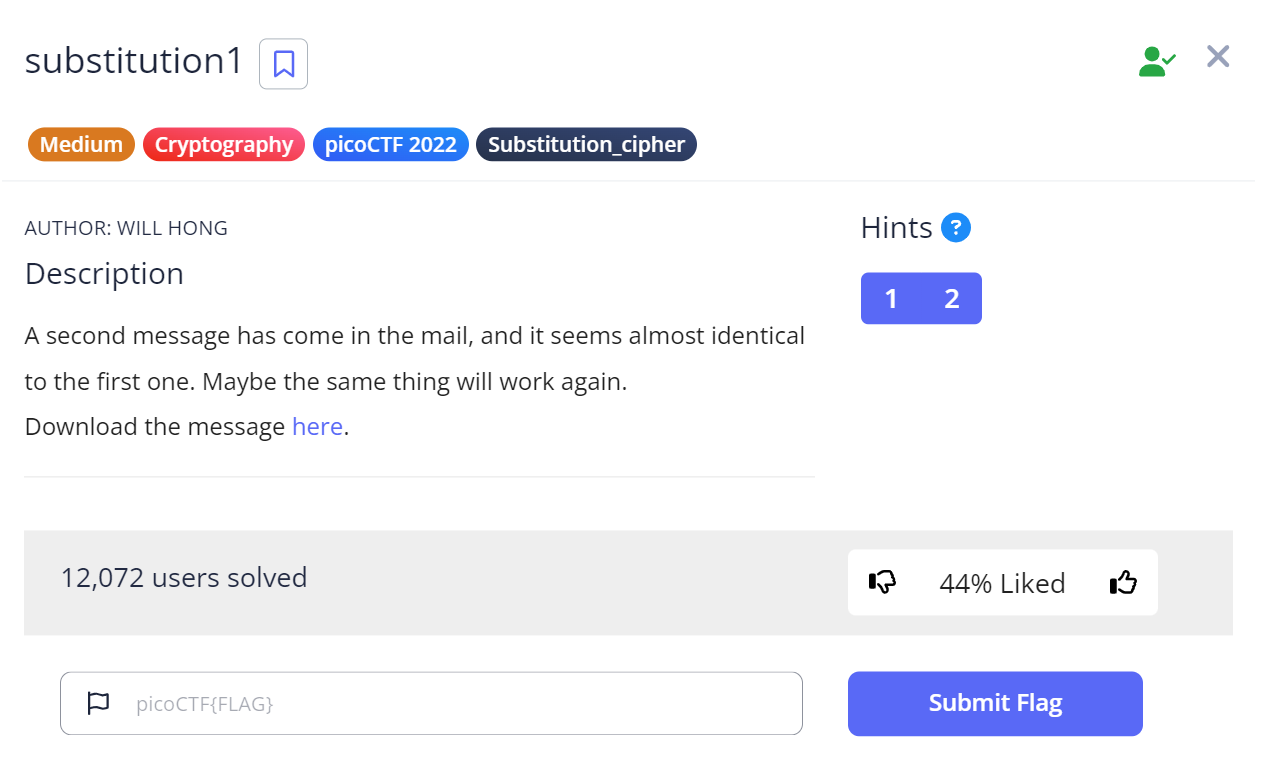 substitution1
Medium Cryptography picoCTF 2022 Substitution_cipher
AUTHOR: WILL HONG
Description
A second message has come in the mail, and it seems almost identical
to the first one. Maybe the same thing will work again.
Download the message here.
Hints ?
1 2
12,072 users solved
44% Liked
picoCTF{FLAG}
Submit Flag